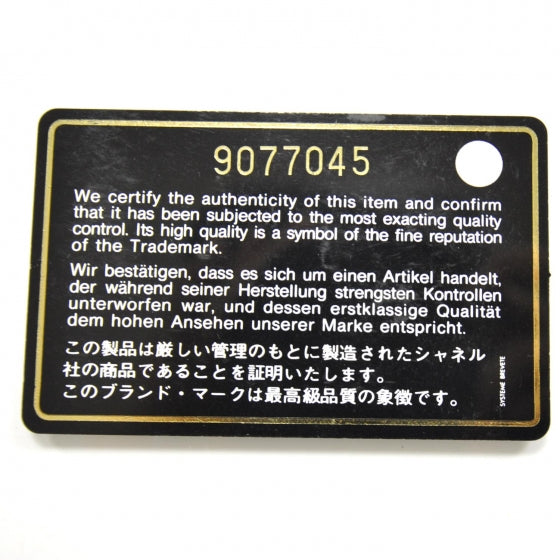 9077045
We certify the authenticity of this item and confirm
that it has been subjected to the most exacting quality
control. Its high quality is a symbol of the fine reputation
of the Trademark.
Wir bestätigen, dass es sich um einen Artikel handelt,
der während seiner Herstellung strengsten Kontrollen
unterworfen war, und dessen erstklassige Qualität
dem hohen Ansehen unserer Marke entspricht.
この製品は厳しい管理のもとに製造されたシャネル
社の商品であることを証明いたします。
このブランド・マークは最高級品質の象徴です。
SYSTEME BREVETE